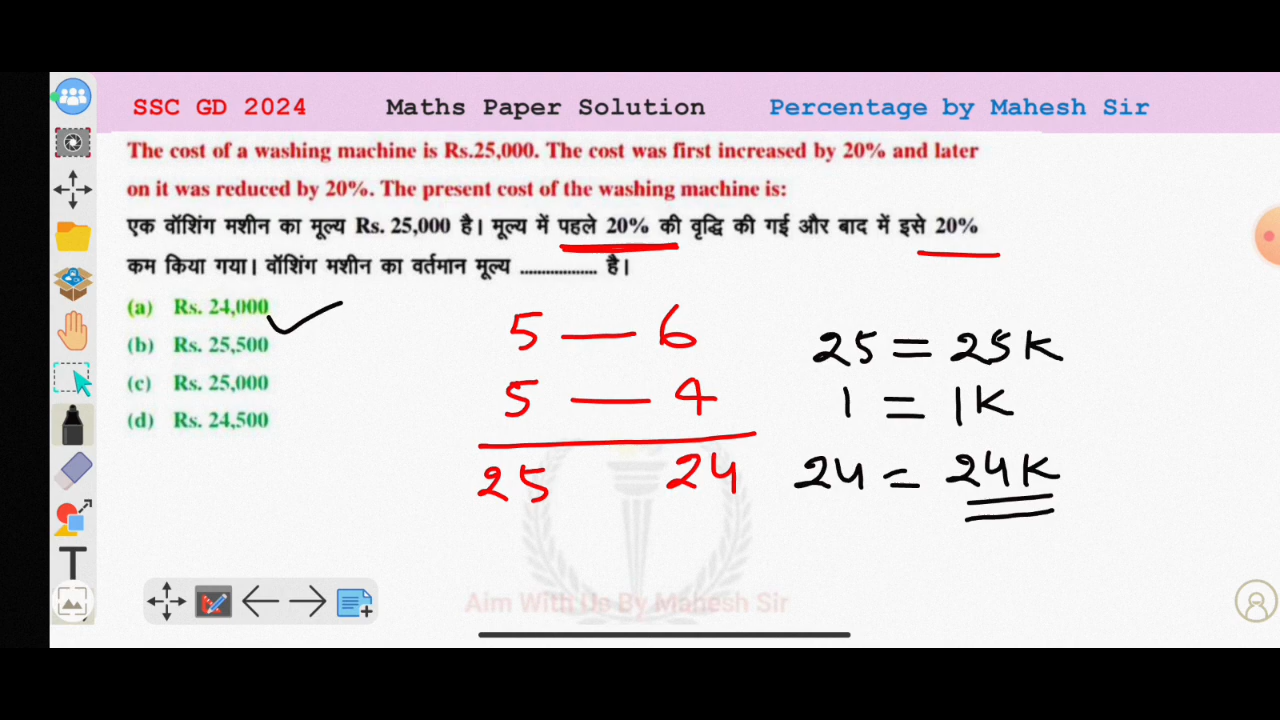 SSC GD 2024 Maths Paper Solution Percentage by Mahesh Sir
The cost of a washing machine is Rs.25,000. The cost was first increased by 20% and later
on it was reduced by 20%. The present cost of the washing machine is:
एक वॉशिंग मशीन का मूल्य Rs. 25,000 है। मूल्य में पहले 20% की वृद्धि की गई और बाद में इसे 20%
कम किया गया। वॉशिंग मशीन का वर्तमान मूल्य .................. है।
(a) Rs. 24,000
(b) Rs. 25,500
(c) Rs. 25,000
(d) Rs. 24,500
5 — 6
5 — 4
25 24
25 = 25K
1 = 1K
24 = 24K
T
Aim With Us By Mahesh Sir